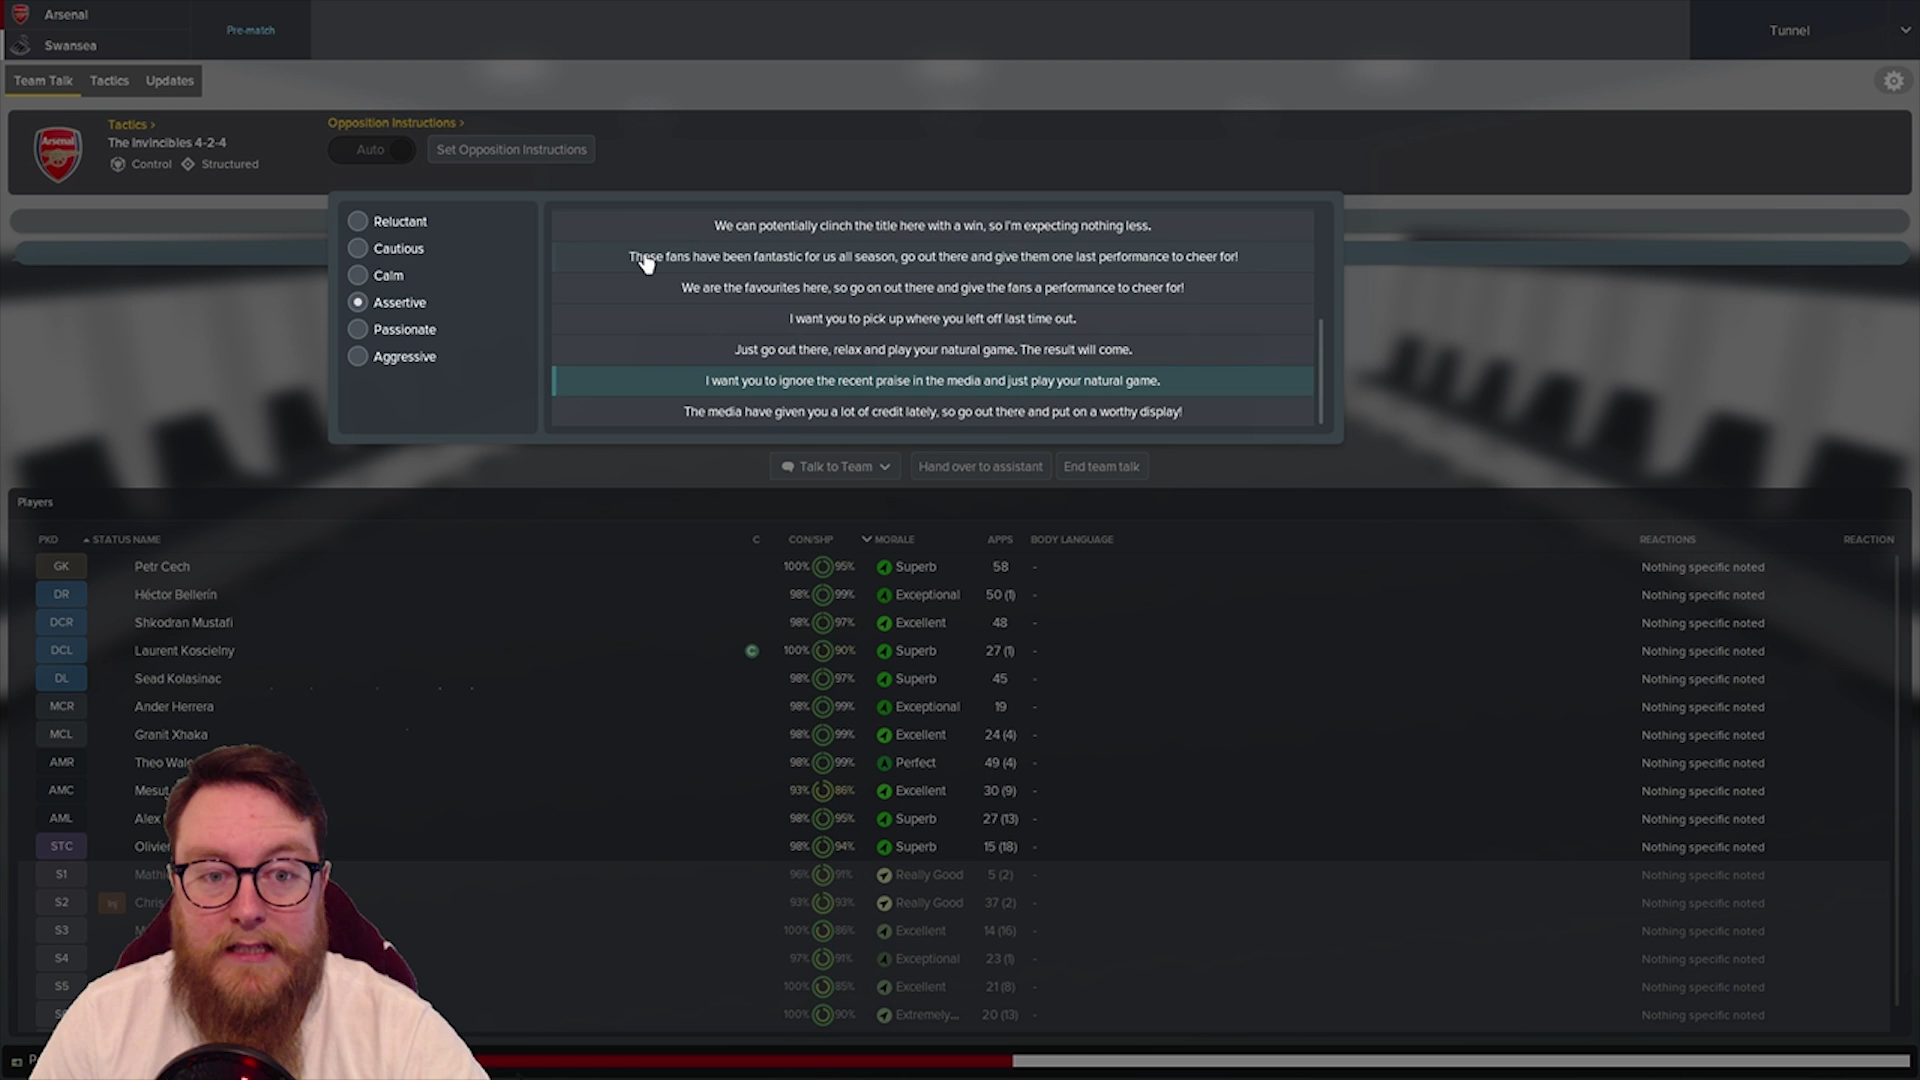 Arsenal
Swansea
Pre-match
Tunnel
Team Talk Tactics Updates
Arsenal
Tactics >
The Invincibles 4-2-4
Control Structured
Opposition Instructions >
Auto Set Opposition Instructions
Reluctant
Cautious
Calm
Assertive
Passionate
Aggressive
We can potentially clinch the title here with a win, so I'm expecting nothing less.
These fans have been fantastic for us all season, go out there and give them one last performance to cheer for!
We are the favourites here, so go on out there and give the fans a performance to cheer for!
I want you to pick up where you left off last time out.
Just go out there, relax and play your natural game. The result will come.
I want you to ignore the recent praise in the media and just play your natural game.
The media have given you a lot of credit lately, so go out there and put on a worthy display!
Talk to Team Hand over to assistant End team talk
Players
PKD STATUS NAME C CON/SHP MORALE APPS BODY LANGUAGE REACTIONS REACTION
GK Petr Cech 100% 95% Superb 58 - Nothing specific noted
DR Héctor Bellerín 98% 99% Exceptional 50 (1) - Nothing specific noted
DCR Shkodran Mustafi 98% 97% Excellent 48 - Nothing specific noted
DCL Laurent Koscielny C 100% 90% Superb 27 (1) - Nothing specific noted
DL Sead Kolasinac 98% 97% Superb 45 - Nothing specific noted
MCR Ander Herrera 98% 99% Exceptional 19 - Nothing specific noted
MCL Granit Xhaka 98% 99% Excellent 24 (4) - Nothing specific noted
AMR Theo 98% 99% Perfect 49 (4) - Nothing specific noted
AMC Mesut 93% 86% Excellent 30 (9) - Nothing specific noted
AML Alex 98% 95% Superb 27 (13) - Nothing specific noted
STC Olivier 98% 94% Superb 15 (18) - Nothing specific noted
S1 96% 91% Really Good 5 (2) - Nothing specific noted
S2 Chris 93% 93% Really Good 37 (2) - Nothing specific noted
S3 100% 86% Excellent 14 (16) - Nothing specific noted
S4 97% 91% Exceptional 23 (1) - Nothing specific noted
S5 100% 85% Excellent 21 (8) - Nothing specific noted
100% 90% Extremely... 20 (13) - Nothing specific noted